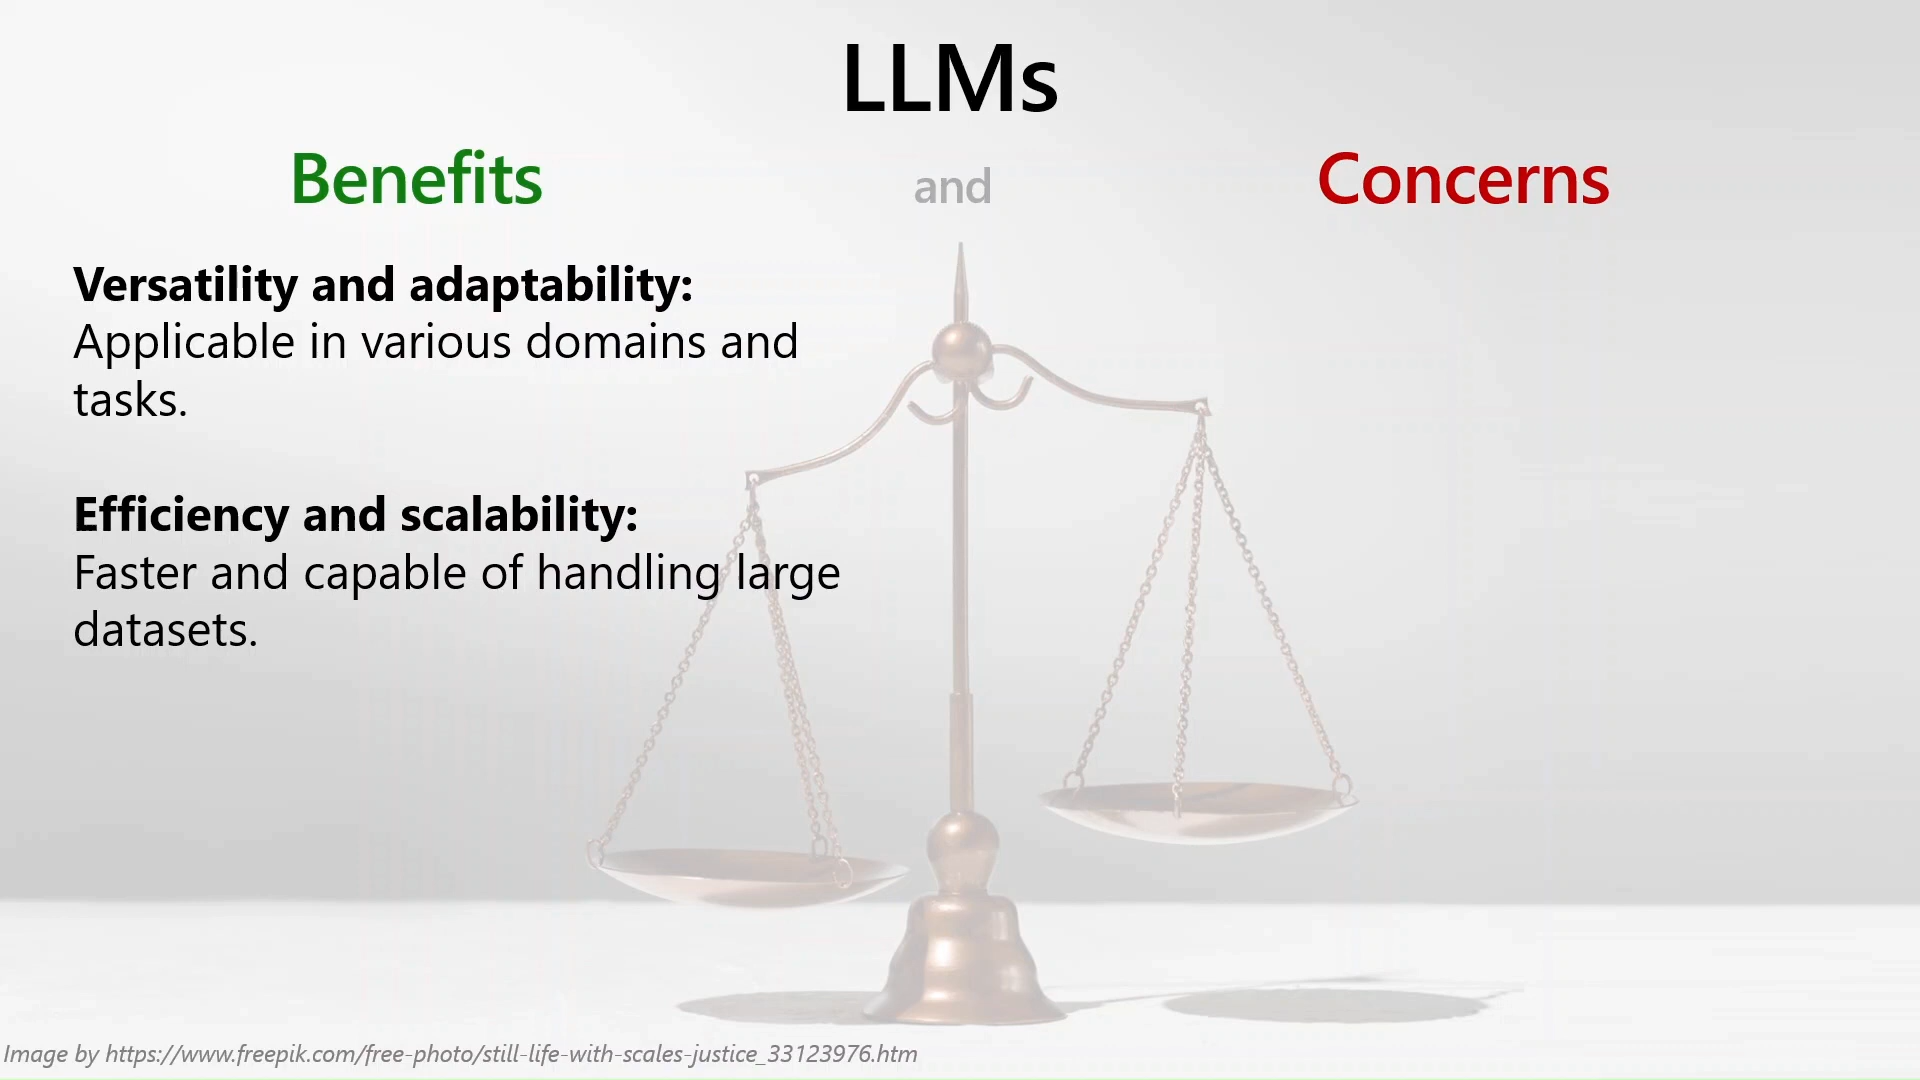 LLMs
Benefits
and
Concerns
Versatility and adaptability:
Applicable in various domains and
tasks.
Efficiency and scalability:
Faster and capable of handling large
datasets.
Image by https://www.freepik.com/free-photo/still-life-with-scales-justice_33123976.htm